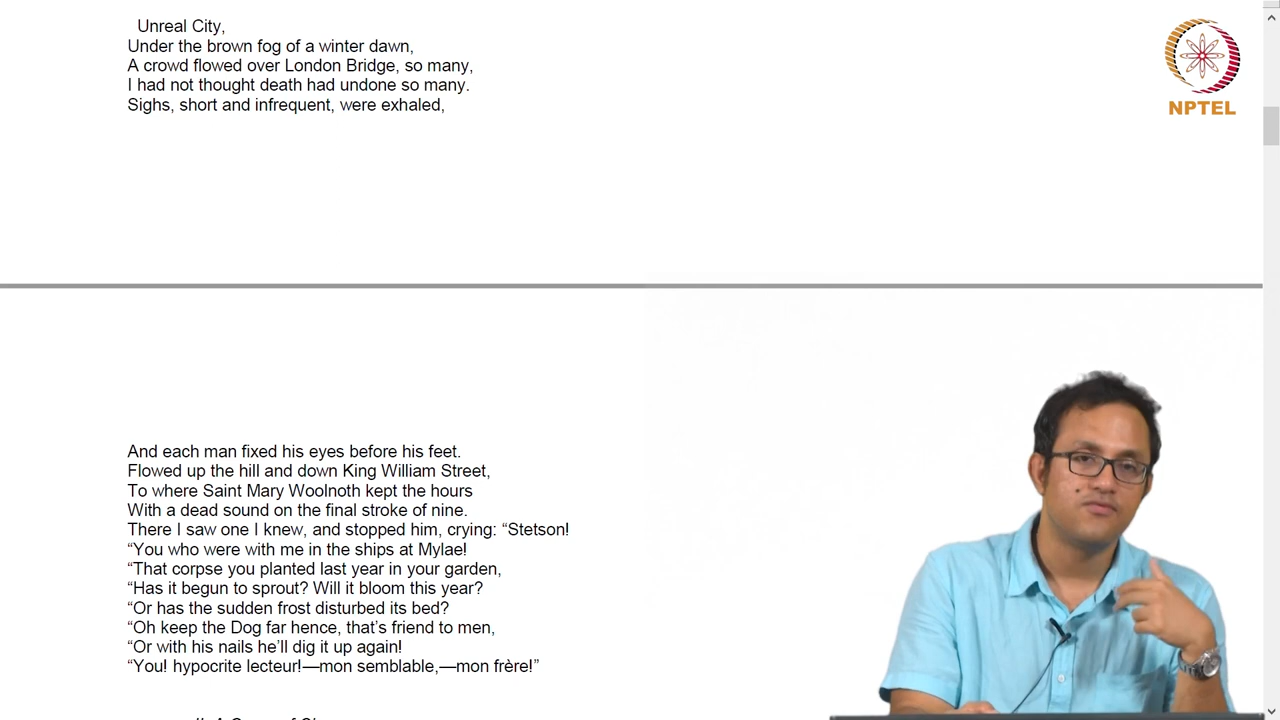 Unreal City,
Under the brown fog of a winter dawn,
A crowd flowed over London Bridge, so many,
I had not thought death had undone so many.
Sighs, short and infrequent, were exhaled,
NPTEL
And each man fixed his eyes before his feet.
Flowed up the hill and down King William Street,
To where Saint Mary Woolnoth kept the hours
With a dead sound on the final stroke of nine.
There I saw one I knew, and stopped him, crying: “Stetson!
“You who were with me in the ships at Mylae!
“That corpse you planted last year in your garden,
“Has it begun to sprout? Will it bloom this year?
“Or has the sudden frost disturbed its bed?
“Oh keep the Dog far hence, that’s friend to men,
“Or with his nails he’ll dig it up again!
“You! hypocrite lecteur!—mon semblable,—mon frère!”